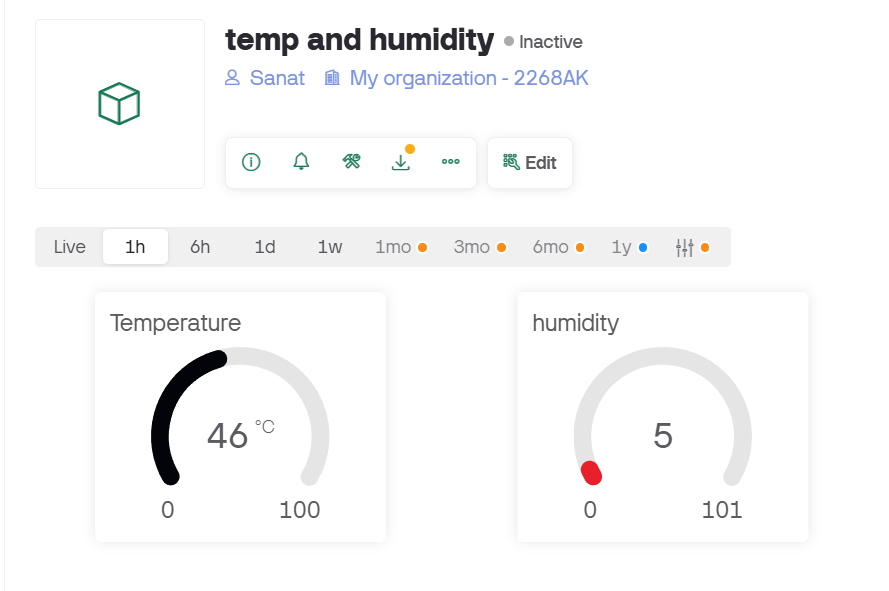 temp and humidity Inactive
Sanat My organization - 2268AK
Edit
Live 1h 6h 1d 1w 1mo 3mo 6mo 1y
Temperature humidity
46 °C 5
0 100 0 101